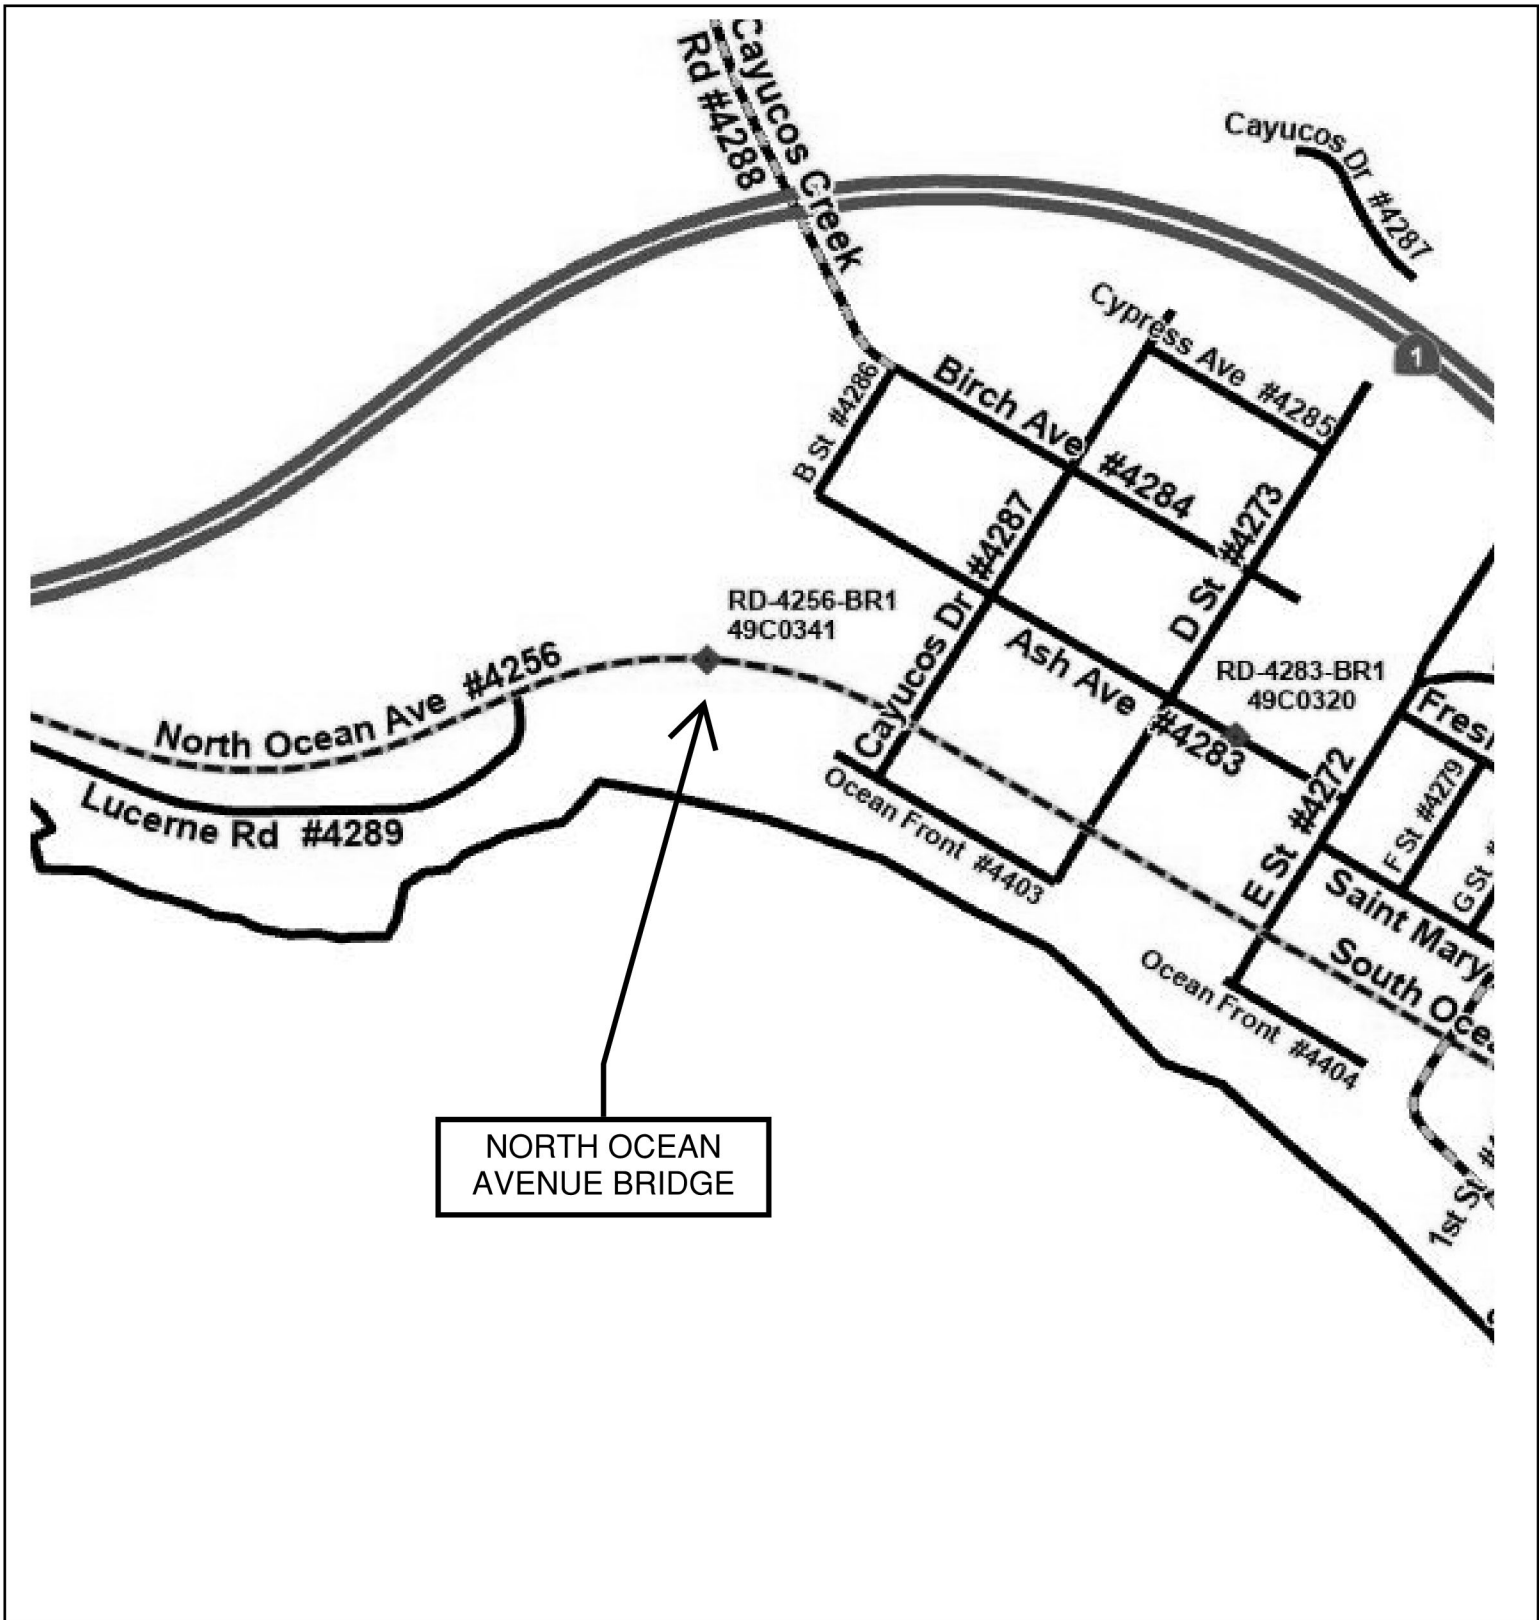 Cayucos Creek
Rd #4288
Cayucos Dr #4287
1
Cypress Ave #4285
Birch Ave #4284
B St #4286
Cayucos Dr #4287
D St #4273
RD-4256-BR1
49C0341
North Ocean Ave #4256
Ash Ave #4283
RD-4283-BR1
49C0320
Lucerne Rd #4289
Ocean Front #4403
E St #4272
F St #4279
G St #
Saint Mary
South
Ocean Front #4404
1st St
NORTH OCEAN
AVENUE BRIDGE